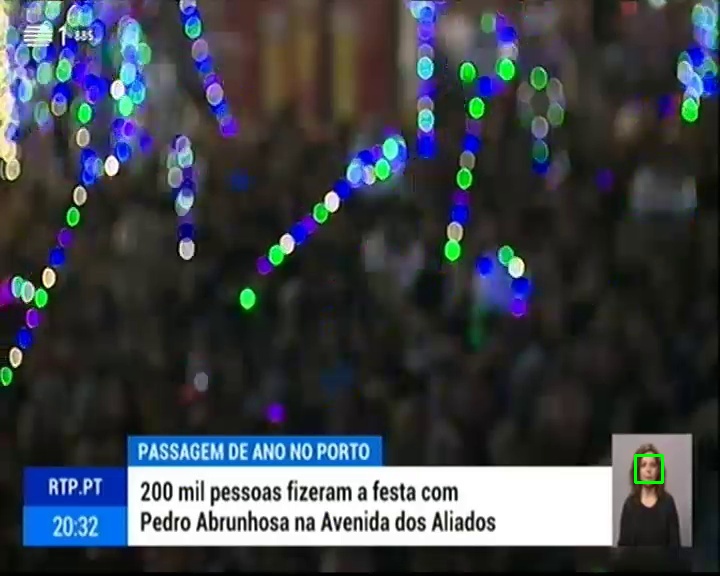 1
PASSAGEM DE ANO NO PORTO
RTP.PT
200 mil pessoas fizeram a festa com
20:32
Pedro Abrunhosa na Avenida dos Aliados